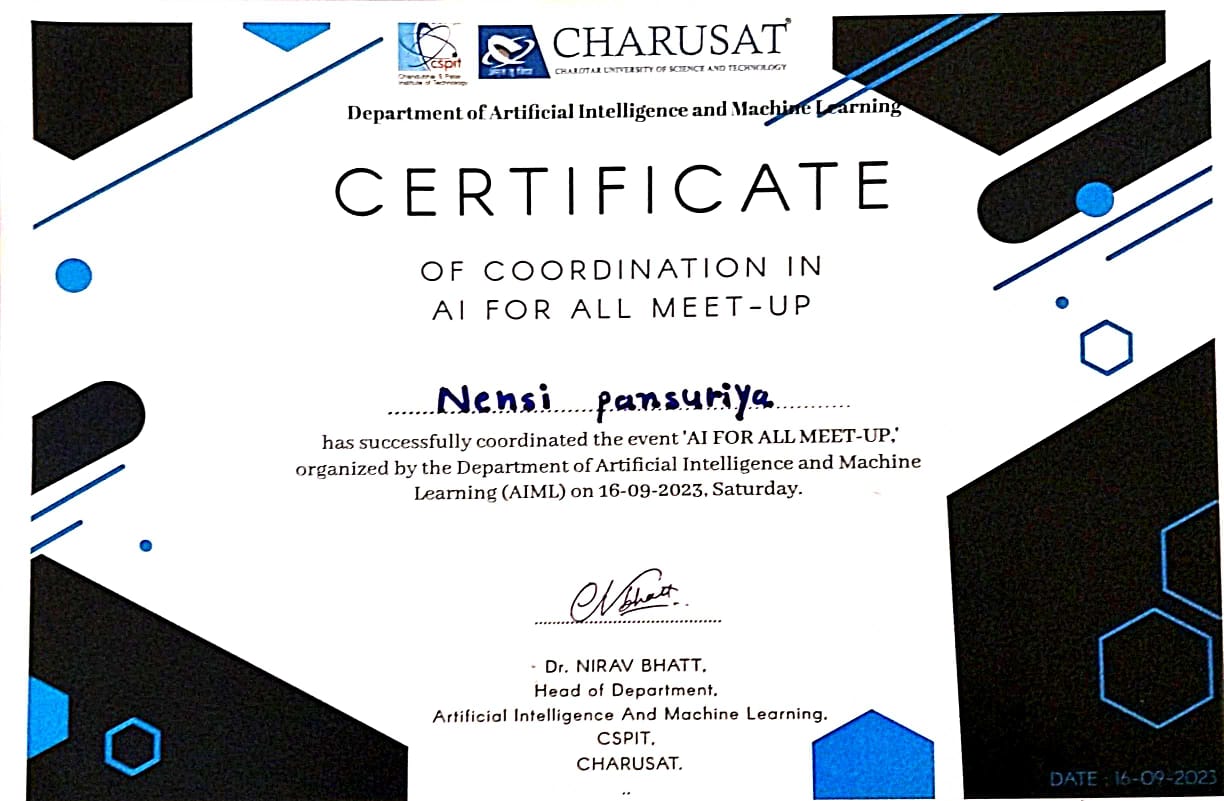 cspit
Chandubhai S Patel
Institute of Technology
CHARUSAT
CHAROTAR UNIVERSITY OF SCIENCE AND TECHNOLOGY
Department of Artificial Intelligence and Machine Learning
CERTIFICATE
OF COORDINATION IN
AI FOR ALL MEET-UP
Nensi pansuriya
has successfully coordinated the event 'AI FOR ALL MEET-UP,'
organized by the Department of Artificial Intelligence and Machine
Learning (AIML) on 16-09-2023, Saturday.
Dr. NIRAV BHATT,
Head of Department,
Artificial Intelligence And Machine Learning,
CSPIT,
CHARUSAT.
DATE : 16-09-2023